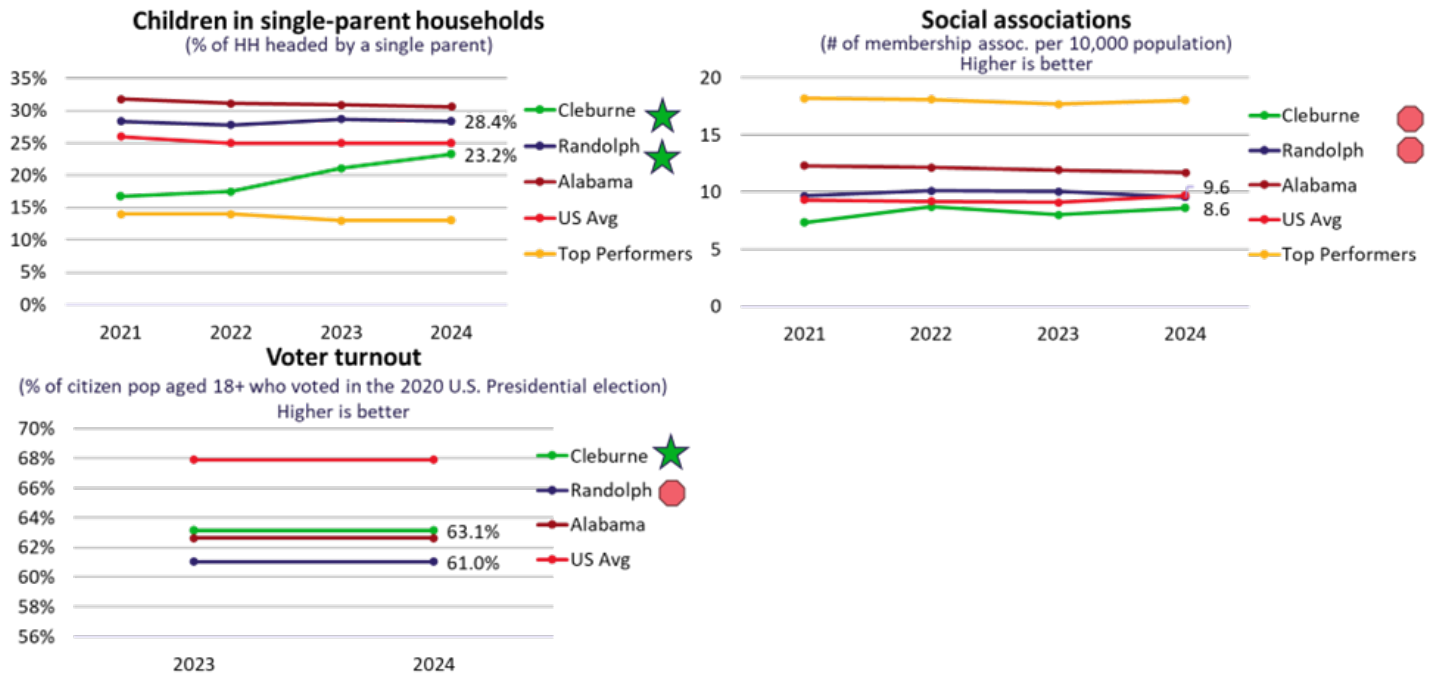 Children in single-parent households
(% of HH headed by a single parent)
35%
30%
25%
20%
15%
10%
5%
0%
28.4%
23.2%
2021 2022 2023 2024
Cleburne
Randolph
Alabama
US Avg
Top Performers
Social associations
(# of membership assoc. per 10,000 population)
Higher is better
20
15
10
5
0
9.6
8.6
2021 2022 2023 2024
Cleburne
Randolph
Alabama
US Avg
Top Performers
Voter turnout
(% of citizen pop aged 18+ who voted in the 2020 U.S. Presidential election)
Higher is better
70%
68%
66%
64%
62%
60%
58%
56%
63.1%
61.0%
2023 2024
Cleburne
Randolph
Alabama
US Avg